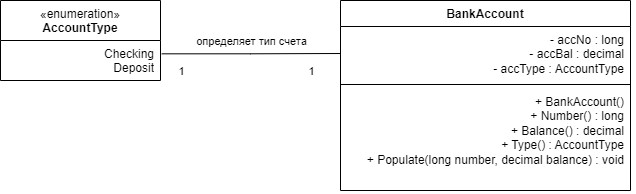 «enumeration»
AccountType
Checking
Deposit
определяет тип счета
1
1
BankAccount
- accNo : long
- accBal : decimal
- accType : AccountType
+ BankAccount()
+ Number() : long
+ Balance() : decimal
+ Type() : AccountType
+ Populate(long number, decimal balance) : void